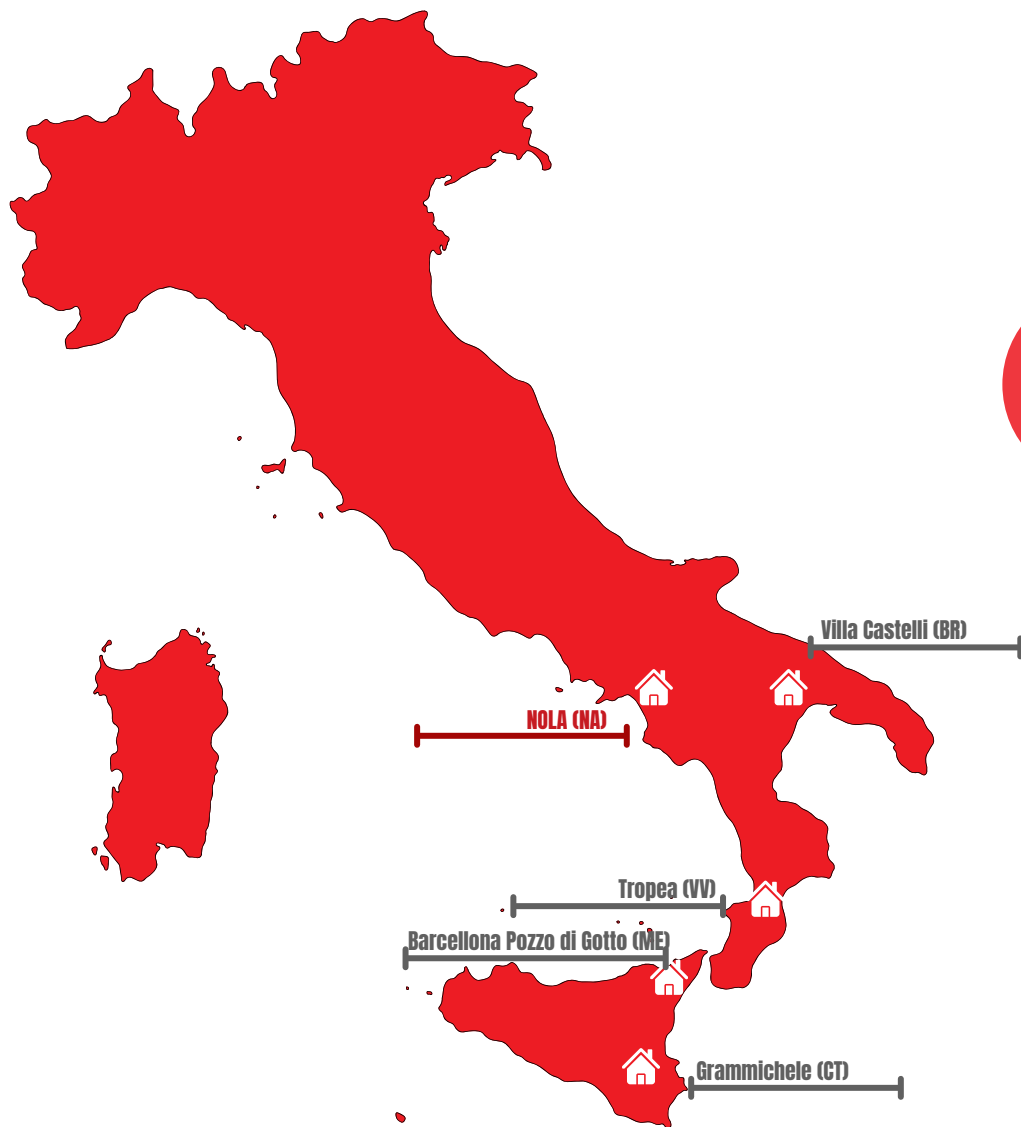 Villa Castelli (BR)
NOLA (NA)
Tropea (VV)
Barcellona Pozzo di Gotto (ME)
Grammichele (CT)